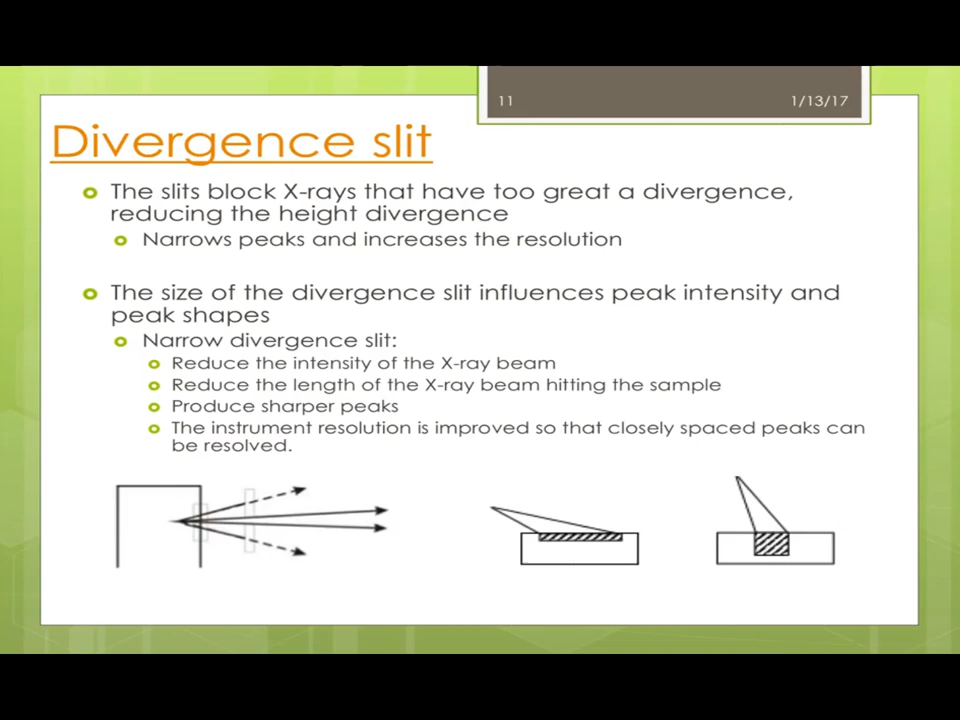 11
1/13/17
Divergence slit
The slits block X-rays that have too great a divergence,
reducing the height divergence
Narrows peaks and increases the resolution
The size of the divergence slit influences peak intensity and
peak shapes
Narrow divergence slit:
Reduce the intensity of the X-ray beam
Reduce the length of the X-ray beam hitting the sample
Produce sharper peaks
The instrument resolution is improved so that closely spaced peaks can
be resolved.